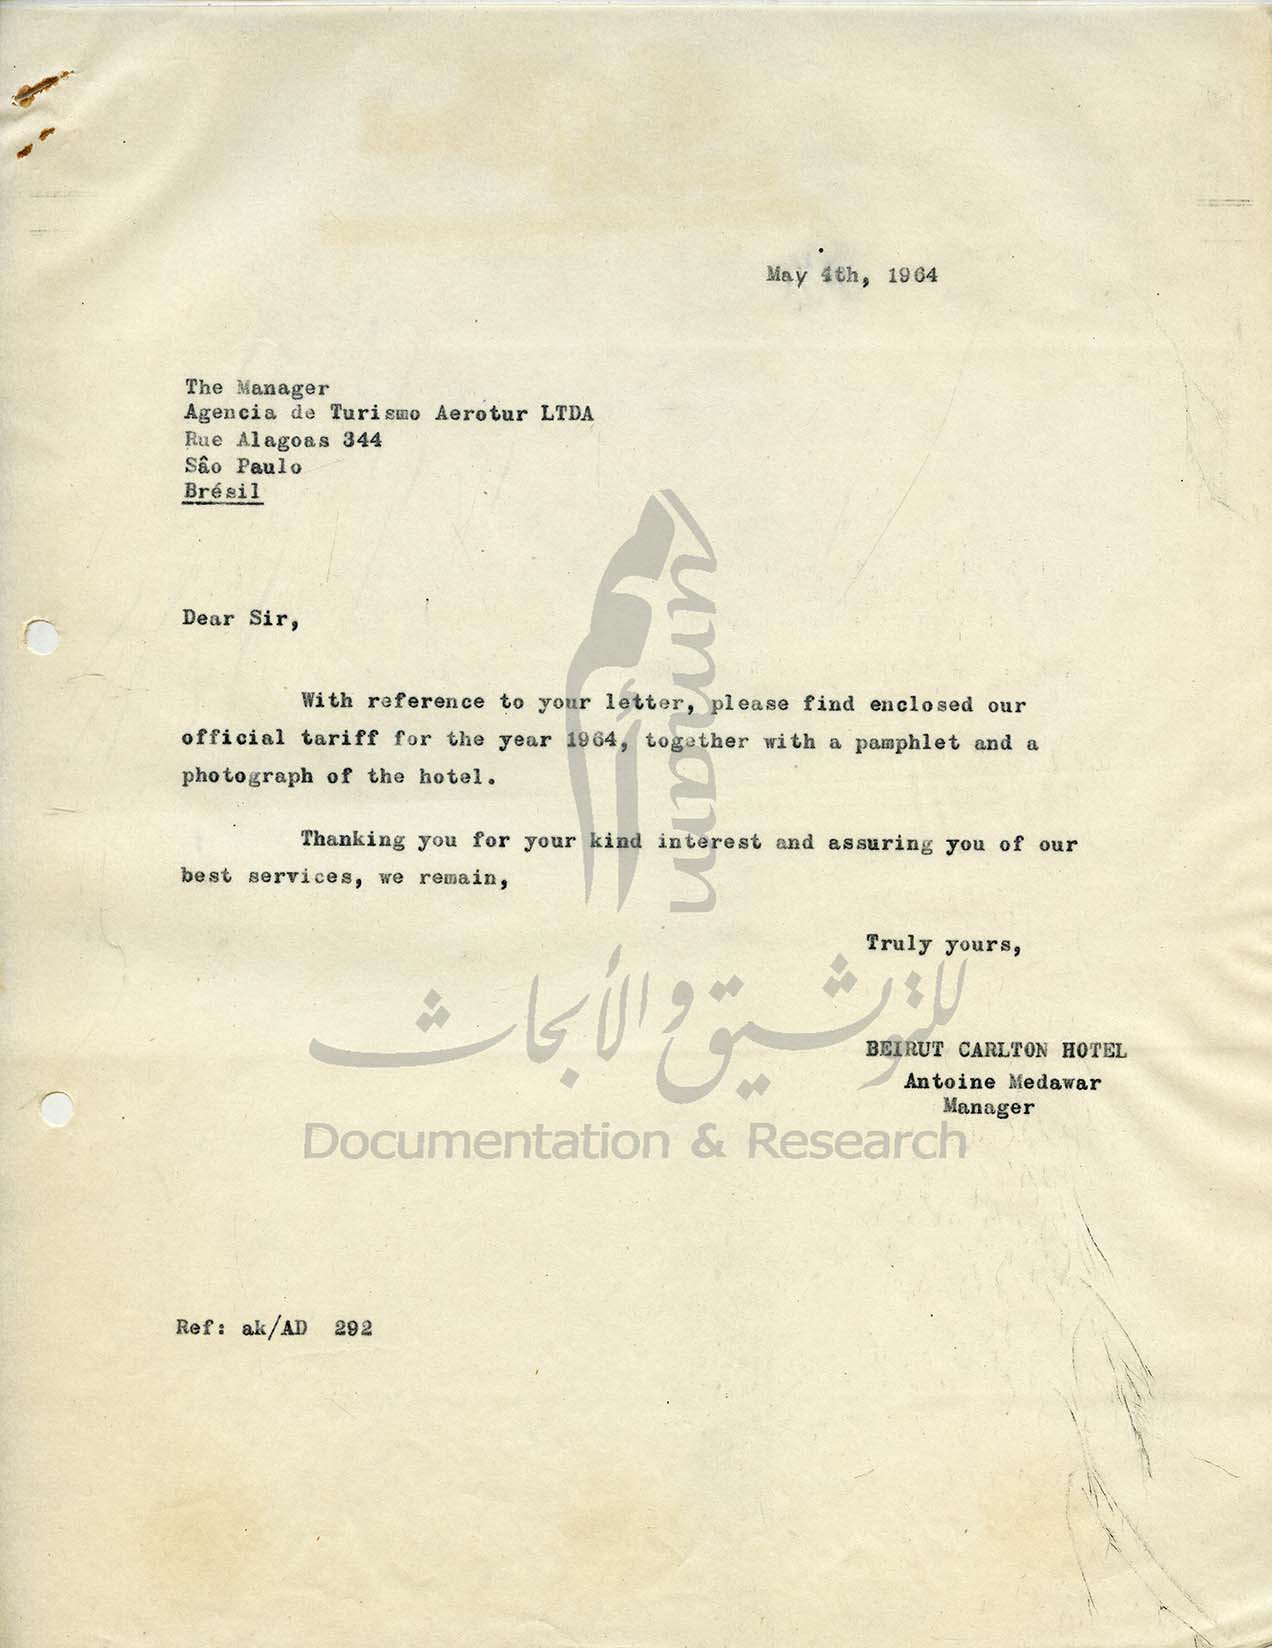 May 4th, 1964
The Manager
Agencia de Turismo Aerotur LTDA
Rue Alagoas 344
Sâo Paulo
Brésil
Dear Sir,
With reference to your letter, please find enclosed our
official tariff for the year 1964, together with a pamphlet and a
photograph of the hotel.
Thanking you for your kind interest and assuring you of our
best services, we remain,
Truly yours,
BEIRUT CARLTON HOTEL
Antoine Medawar
Manager
Ref: ak/AD 292
أمم
umam
للتوثيق والأبحاث
Documentation & Research